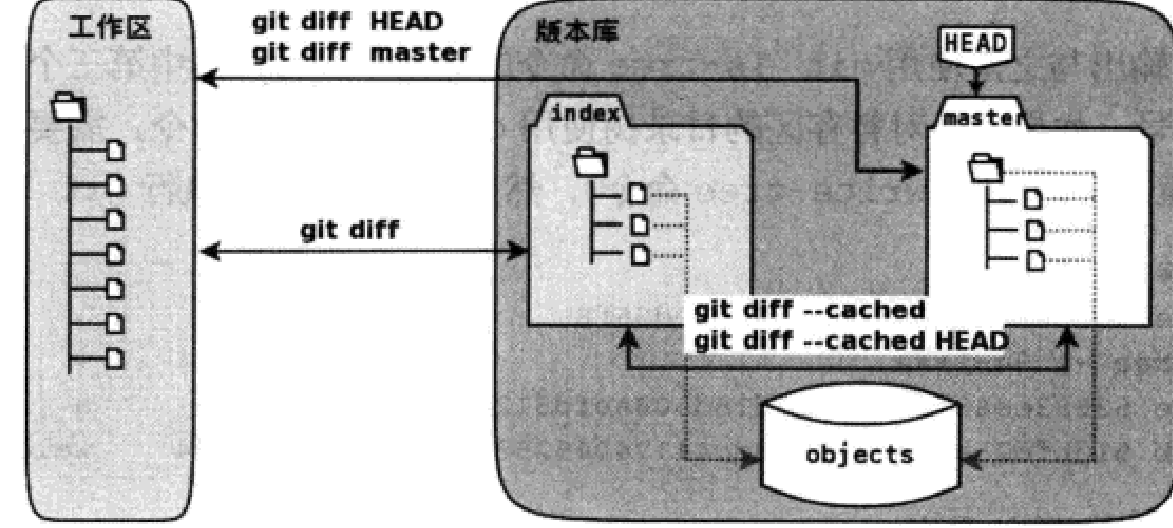 工作区
git diff HEAD
git diff master
版本库
HEAD
index
master
git diff
git diff --cached
git diff --cached HEAD
objects